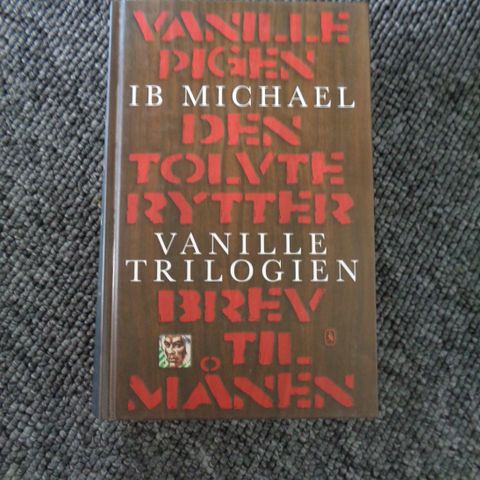 VANILLE
PIGEN
IB MICHAEL
DEN
TOLVTE
RYTTER
VANILLE
TRILOGIEN
BREV
TIL
MÅNEN